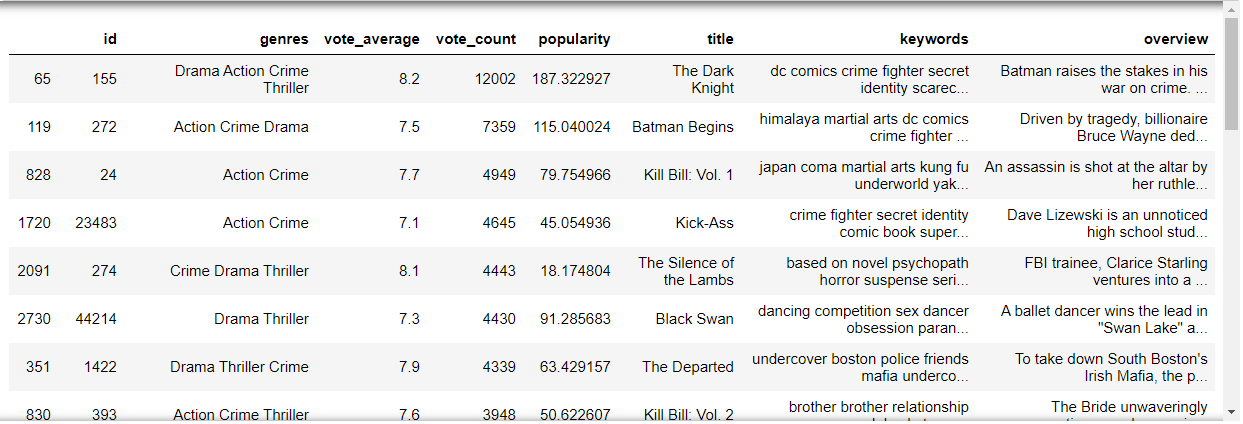 id genres vote_average vote_count popularity title keywords overview
65 155 Drama Action Crime Thriller 8.2 12002 187.322927 The Dark Knight dc comics crime fighter secret identity scarec... Batman raises the stakes in his war on crime. ...
119 272 Action Crime Drama 7.5 7359 115.040024 Batman Begins himalaya martial arts dc comics crime fighter ... Driven by tragedy, billionaire Bruce Wayne ded...
828 24 Action Crime 7.7 4949 79.754966 Kill Bill: Vol. 1 japan coma martial arts kung fu underworld yak... An assassin is shot at the altar by her ruthle...
1720 23483 Action Crime 7.1 4645 45.054936 Kick-Ass crime fighter secret identity comic book super... Dave Lizewski is an unnoticed high school stud...
2091 274 Crime Drama Thriller 8.1 4443 18.174804 The Silence of the Lambs based on novel psychopath horror suspense seri... FBI trainee, Clarice Starling ventures into a ...
2730 44214 Drama Thriller 7.3 4430 91.285683 Black Swan dancing competition sex dancer obsession paran... A ballet dancer wins the lead in "Swan Lake" a...
351 1422 Drama Thriller Crime 7.9 4339 63.429157 The Departed undercover boston police friends mafia underco... To take down South Boston's Irish Mafia, the p...
830 393 Action Crime Thriller 7.6 3948 50.622607 Kill Bill: Vol. 2 brother brother relationship The Bride unwaveringly